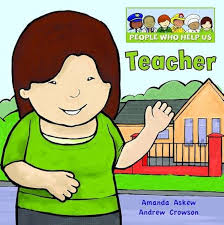 PEOPLE WHO HELP US
Teacher
Amanda Askew
Andrew Crowson